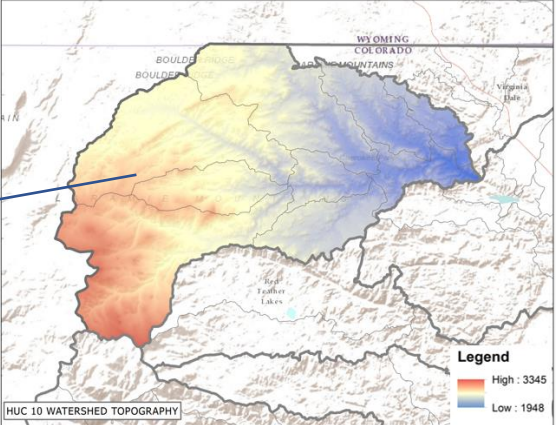 WYOMING
COLORADO
BOULDER RIDGE
BOULDER RIDGE
MOUNTAINS
Virginia
Dale
AIN
Red
Feather
Lakes
Legend
High : 3345
Low : 1948
HUC 10 WATERSHED TOPOGRAPHY